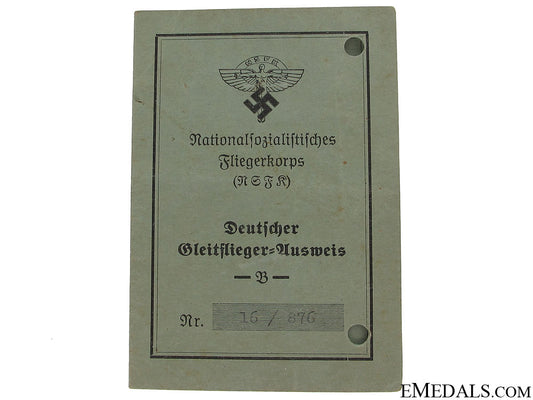 Nationalsozialistisches
Fliegerkorps
(NSFK)
Deutscher
Gleitflieger-Ausweis
— B —
Nr. 16 / 876
EMEDALS.COM